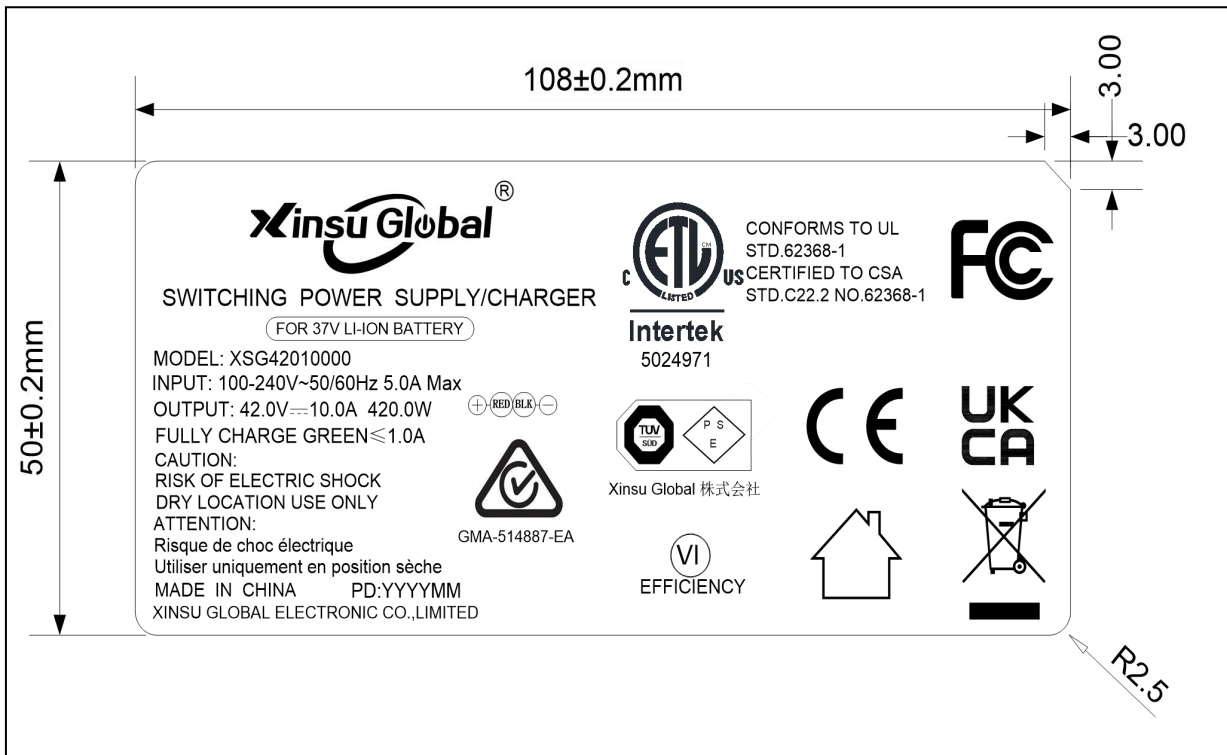 108±0.2mm
3.00
3.00
50±0.2mm
Xinsu Global ®
SWITCHING POWER SUPPLY/CHARGER
FOR 37V LI-ION BATTERY
MODEL: XSG42010000
INPUT: 100-240V~50/60Hz 5.0A Max
OUTPUT: 42.0V⎓10.0A 420.0W
+ RED BLK −
FULLY CHARGE GREEN≤1.0A
CAUTION:
RISK OF ELECTRIC SHOCK
DRY LOCATION USE ONLY
ATTENTION:
Risque de choc électrique
Utiliser uniquement en position sèche
MADE IN CHINA PD:YYYYMM
XINSU GLOBAL ELECTRONIC CO.,LIMITED
GMA-514887-EA
C ETL CM US
LISTED
Intertek
5024971
CONFORMS TO UL
STD.62368-1
CERTIFIED TO CSA
STD.C22.2 NO.62368-1
FC
TUV
SUD
P S
E
Xinsu Global 株式会社
CE
UK
CA
VI
EFFICIENCY
R2.5